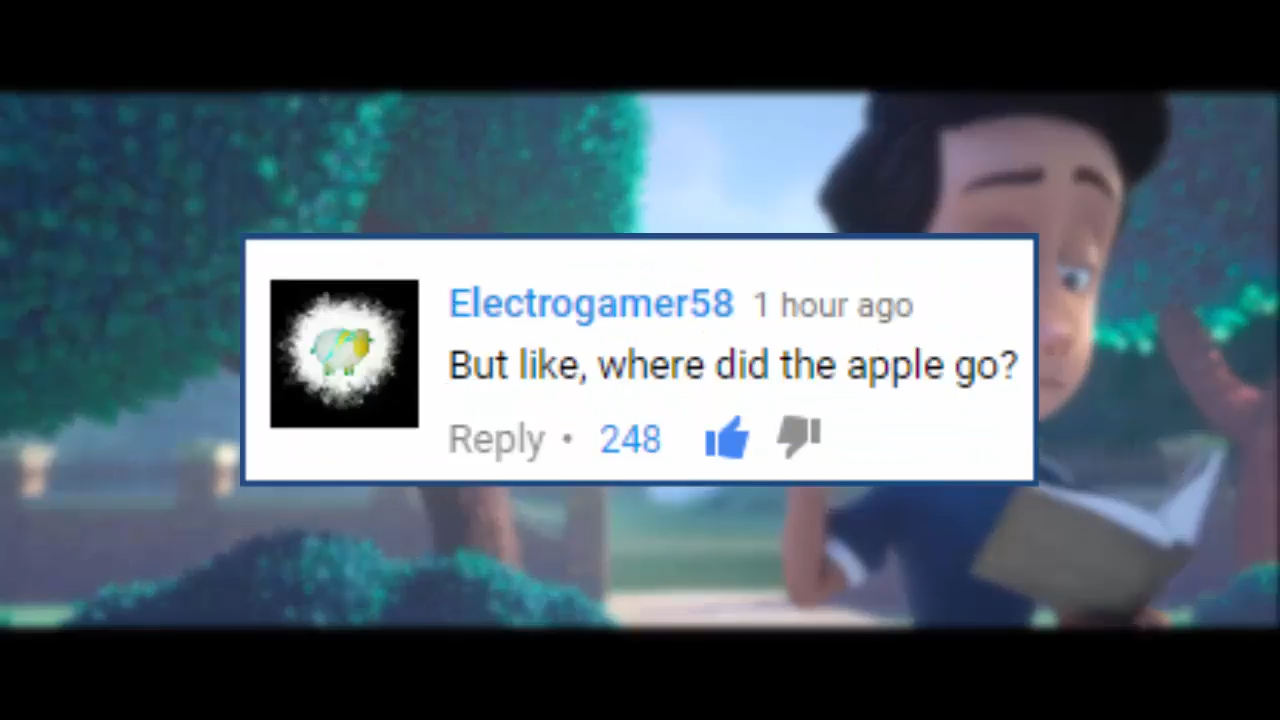 Electrogamer58 1 hour ago
But like, where did the apple go?
Reply • 248